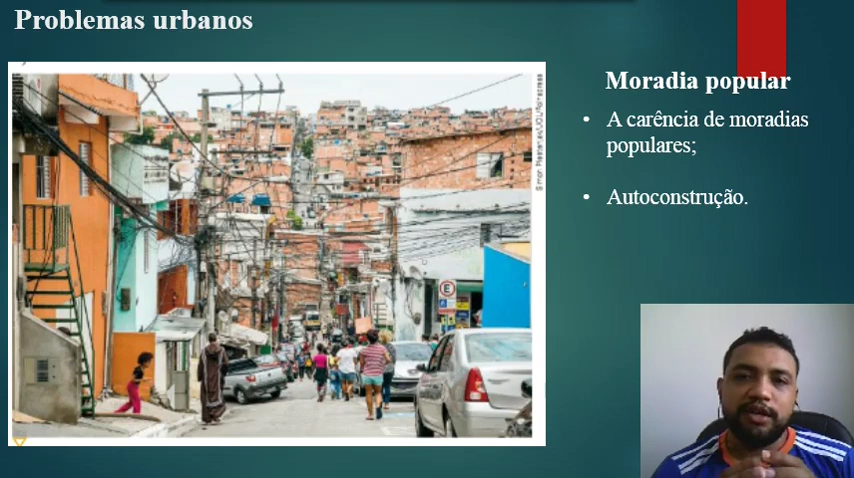 Problemas urbanos
Moradia popular
• A carência de moradias
populares;
• Autoconstrução.
E